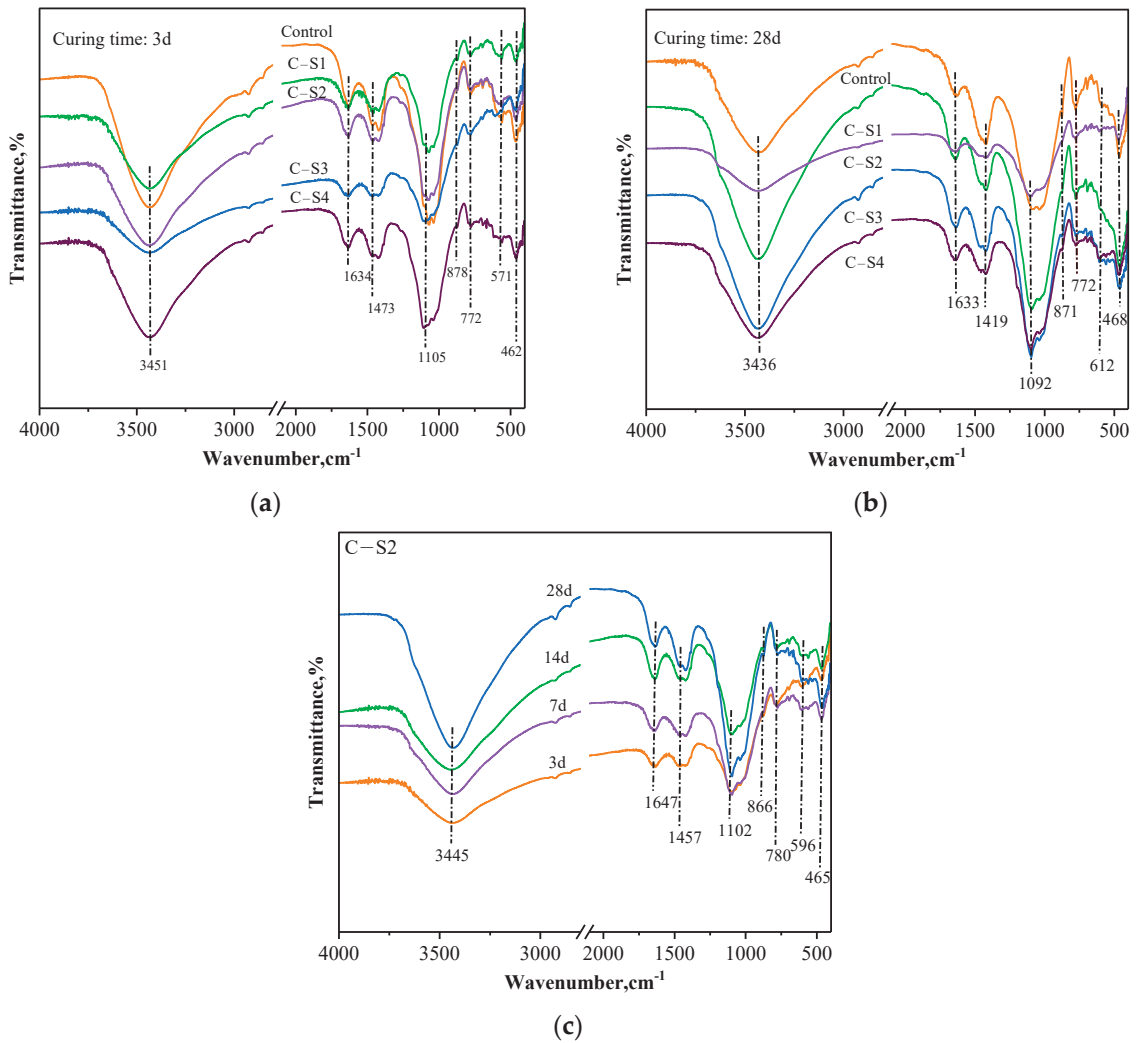 Curing time: 3d
Control
C−S1
C−S2
C−S3
C−S4
3451
1634
1473
1105
878
772
571
462
Transmittance,%
4000
3500
3000
2000
1500
1000
500
Wavenumber,cm⁻¹
(a)
Curing time: 28d
Control
C−S1
C−S2
C−S3
C−S4
3436
1633
1419
1092
871
772
612
468
Transmittance,%
4000
3500
3000
2000
1500
1000
500
Wavenumber,cm⁻¹
(b)
C−S2
28d
14d
7d
3d
3445
1647
1457
1102
866
780
596
465
Transmittance,%
4000
3500
3000
2000
1500
1000
500
Wavenumber,cm⁻¹
(c)